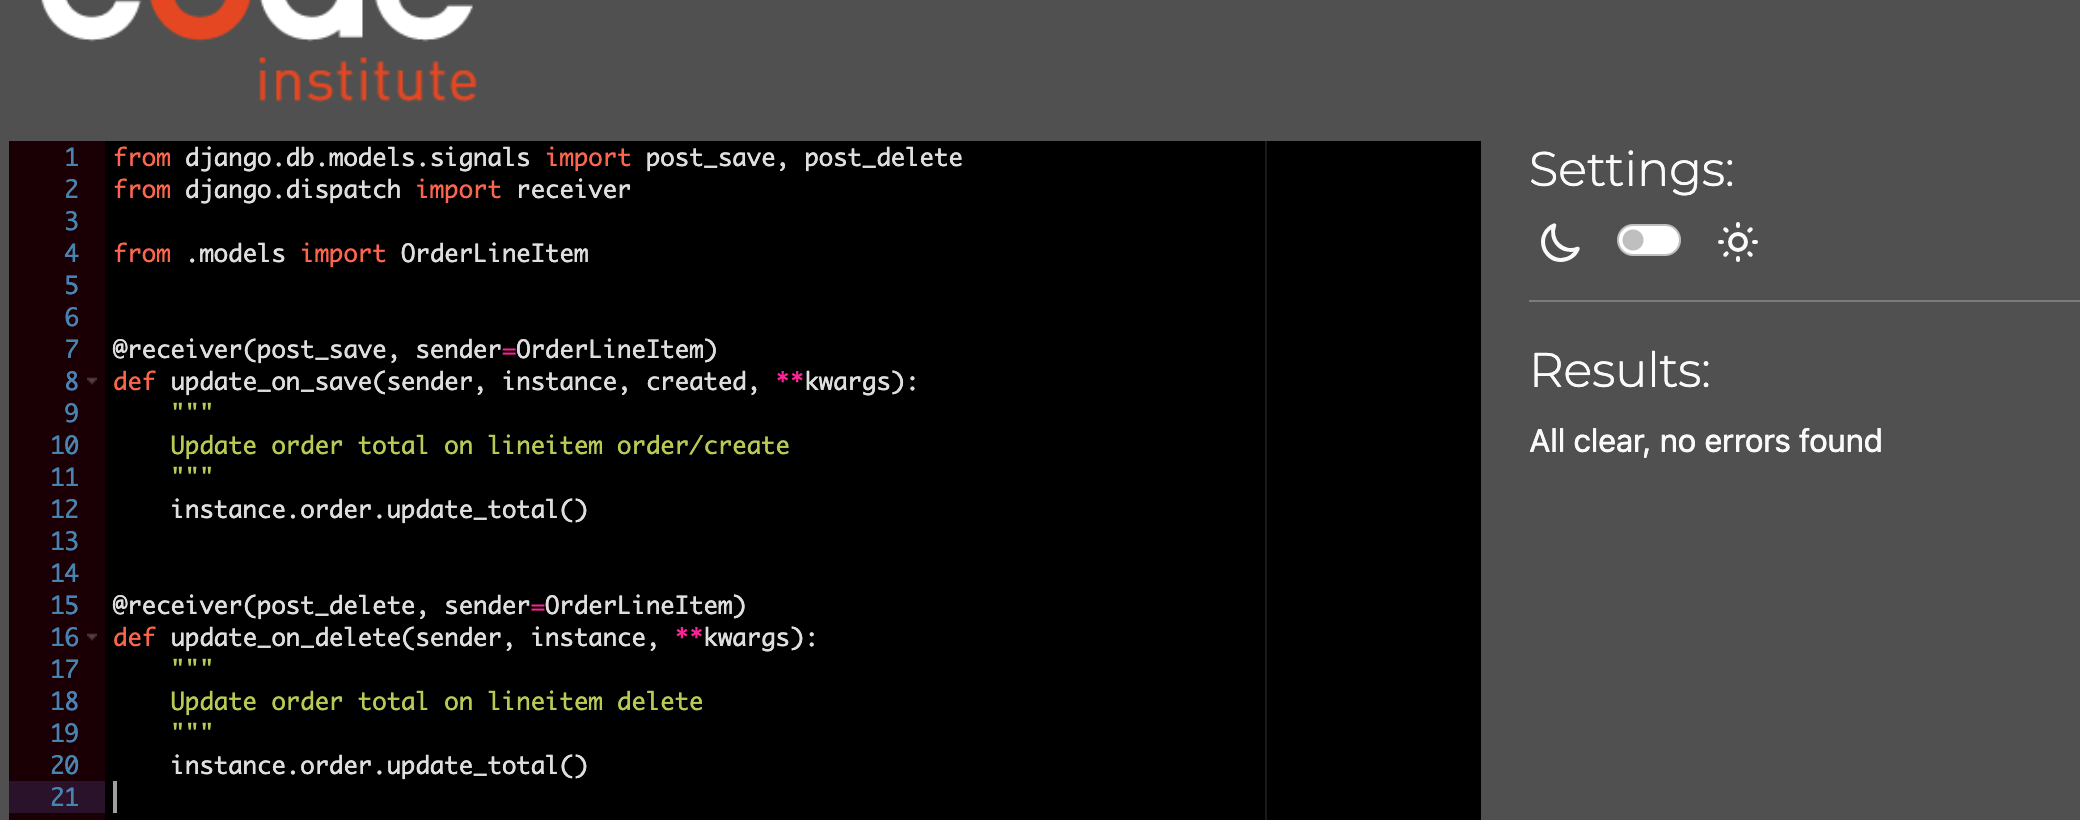 code
institute
1 from django.db.models.signals import post_save, post_delete
2 from django.dispatch import receiver
3
4 from .models import OrderLineItem
5
6
7 @receiver(post_save, sender=OrderLineItem)
8 def update_on_save(sender, instance, created, **kwargs):
9     """
10     Update order total on lineitem order/create
11     """
12     instance.order.update_total()
13
14
15 @receiver(post_delete, sender=OrderLineItem)
16 def update_on_delete(sender, instance, **kwargs):
17     """
18     Update order total on lineitem delete
19     """
20     instance.order.update_total()
21
Settings:
Results:
All clear, no errors found